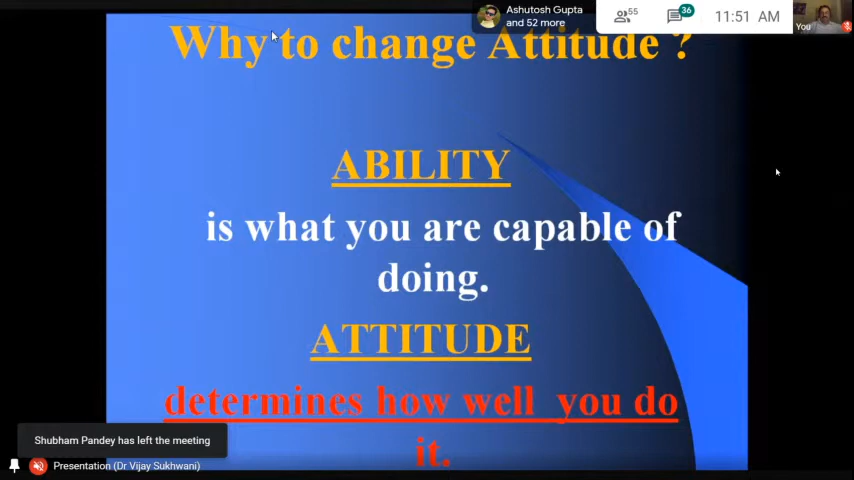 Ashutosh Gupta
and 52 more
55
36
11:51 AM
You
Why to change Attitude ?
ABILITY
is what you are capable of
doing.
ATTITUDE
determines how well you do
it.
Shubham Pandey has left the meeting
Presentation (Dr Vijay Sukhwani)